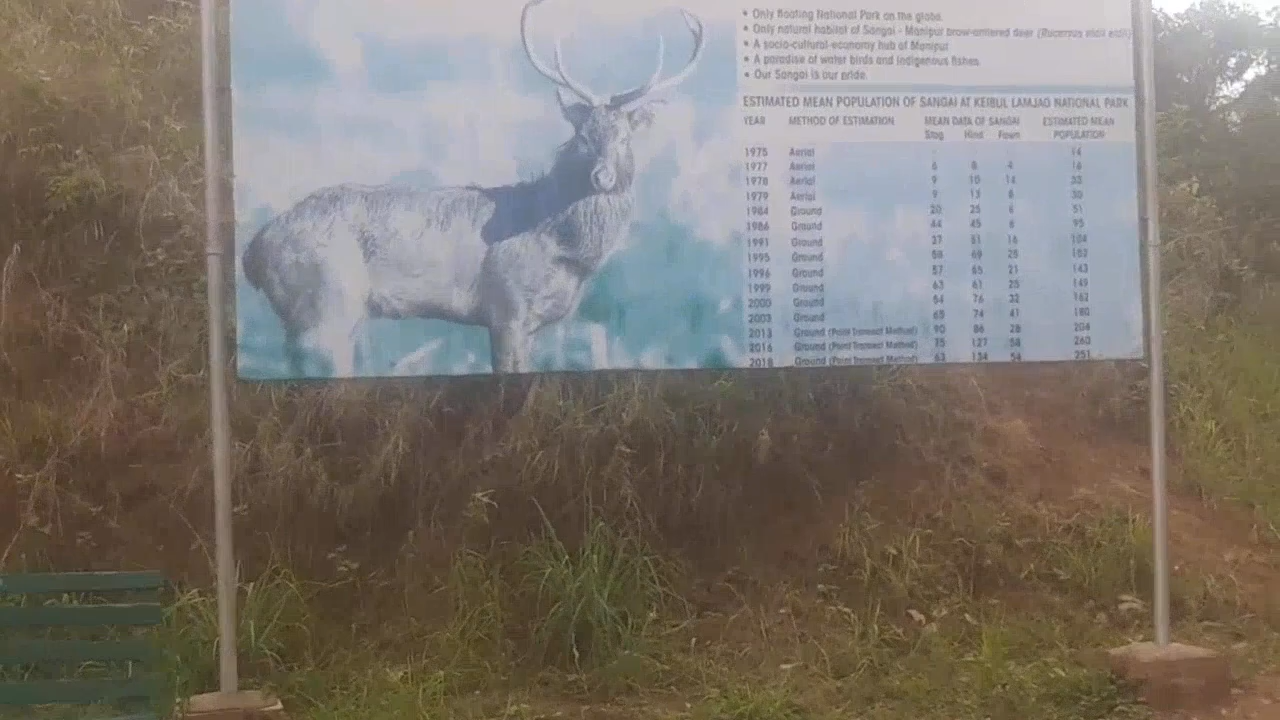 • Only floating National Park on the globe.
• Only natural habitat of Sangai - Manipur brow-antlered deer (Rucervus eldi eldi)
• A socio-cultural-economy hub of Manipur
• A paradise of water birds and indigenous fishes.
• Our Sangai is our pride.
ESTIMATED MEAN POPULATION OF SANGAI AT KEIBUL LAMJAO NATIONAL PARK
YEAR METHOD OF ESTIMATION MEAN DATA OF SANGAI ESTIMATED MEAN
Stag Hind Fawn POPULATION
1975 Aerial - 14
1977 Aerial 6 8 4 18
1978 Aerial 9 10 14 33
1979 Aerial 9 13 8 30
1984 Ground 20 25 6 51
1986 Ground 44 45 6 95
1991 Ground 37 51 16 104
1995 Ground 58 69 25 152
1996 Ground 57 65 21 143
1999 Ground 63 61 25 149
2000 Ground 54 76 32 162
2003 Ground 65 74 41 180
2013 Ground (Point Transect Method) 90 86 28 204
2016 Ground (Point Transect Method) 75 127 58 260
2018 Ground (Point Transect Method) 63 134 54 251